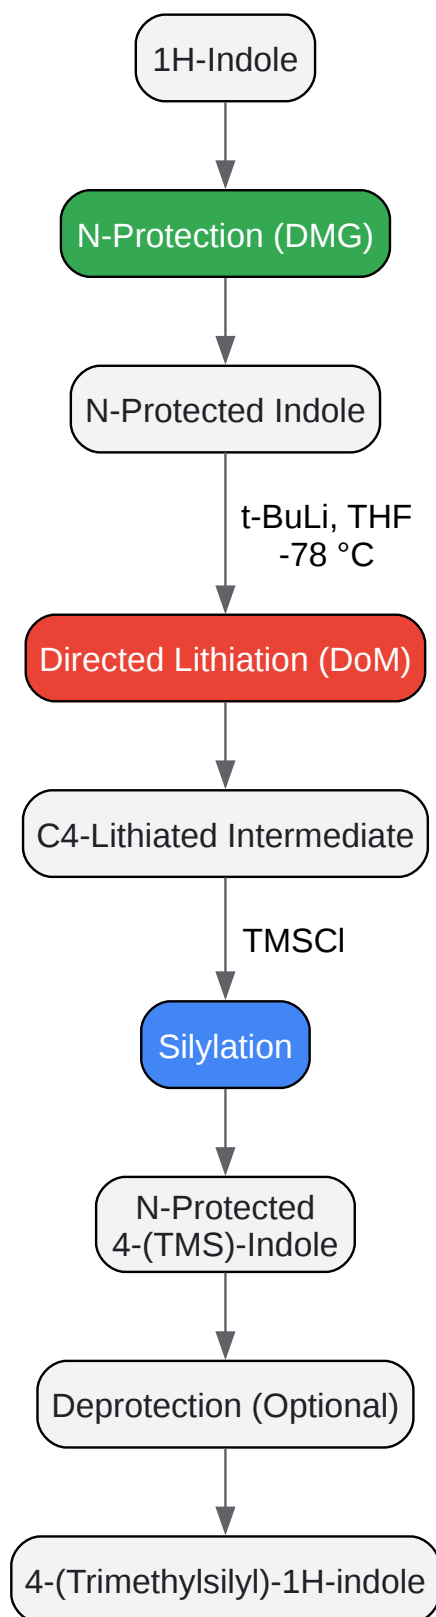 1H-Indole
N-Protection (DMG)
N-Protected Indole
t-BuLi, THF
-78 °C
Directed Lithiation (DoM)
C4-Lithiated Intermediate
TMSCl
Silylation
N-Protected
4-(TMS)-Indole
Deprotection (Optional)
4-(Trimethylsilyl)-1H-indole